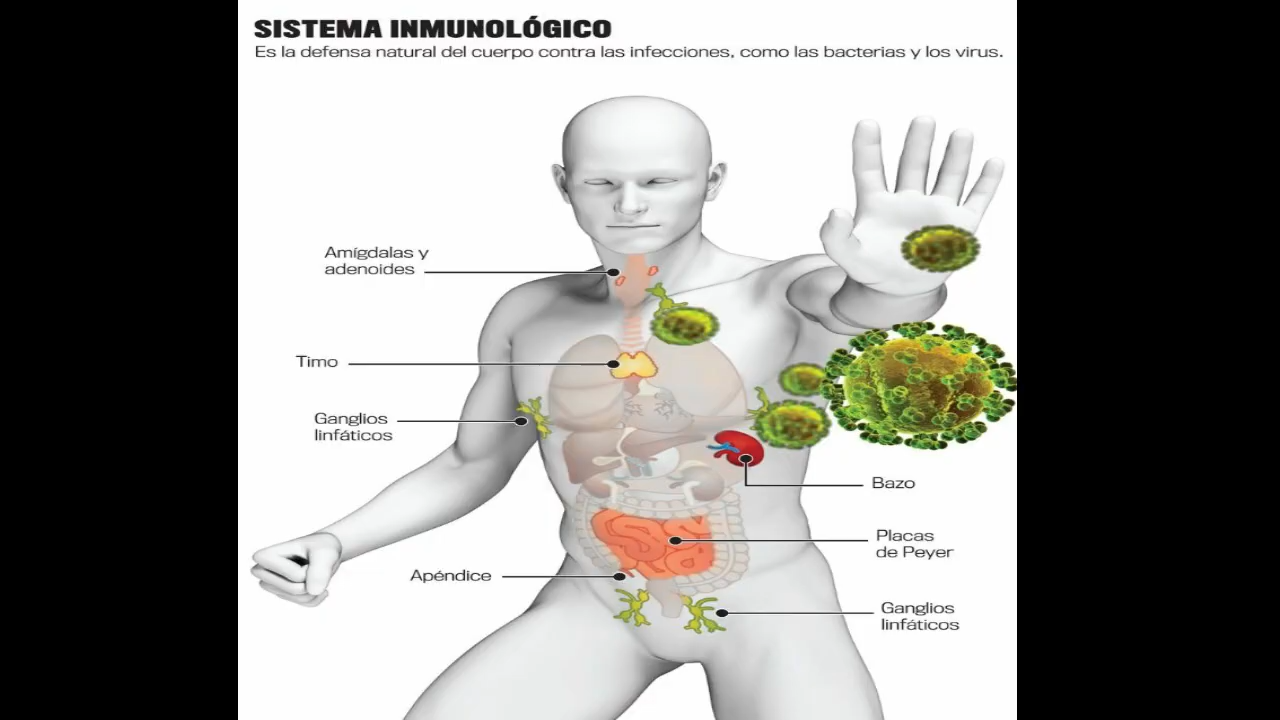 SISTEMA INMUNOLÓGICO
Es la defensa natural del cuerpo contra las infecciones, como las bacterias y los virus.
Amígdalas y
adenoides
Timo
Ganglios
linfáticos
Bazo
Placas
de Peyer
Apéndice
Ganglios
linfáticos